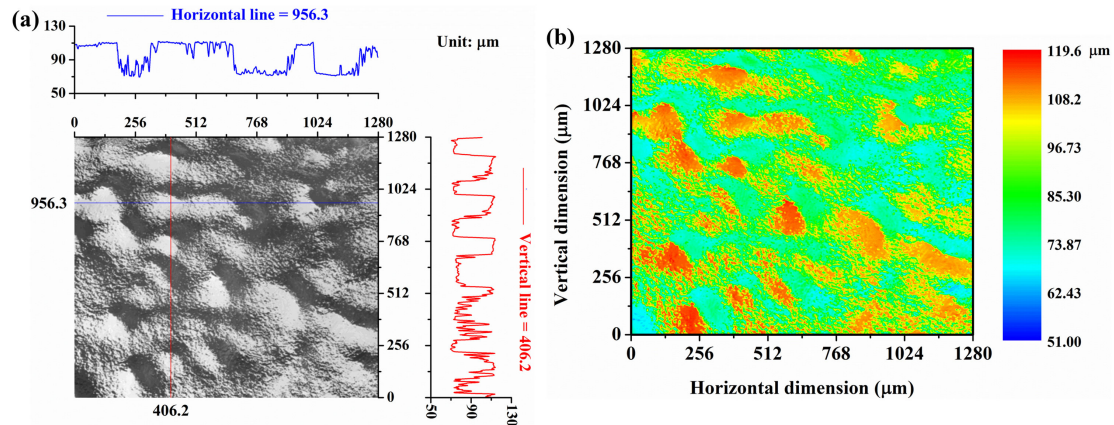 (a)
Horizontal line = 956.3
Unit: μm
110
90
70
50
0 256 512 768 1024 1280
956.3
406.2
1280
1024
768
512
256
0
50 90 130
Vertical line = 406.2
(b)
1280
1024
768
512
256
0
Vertical dimension (μm)
0 256 512 768 1024 1280
Horizontal dimension (μm)
119.6 μm
108.2
96.73
85.30
73.87
62.43
51.00